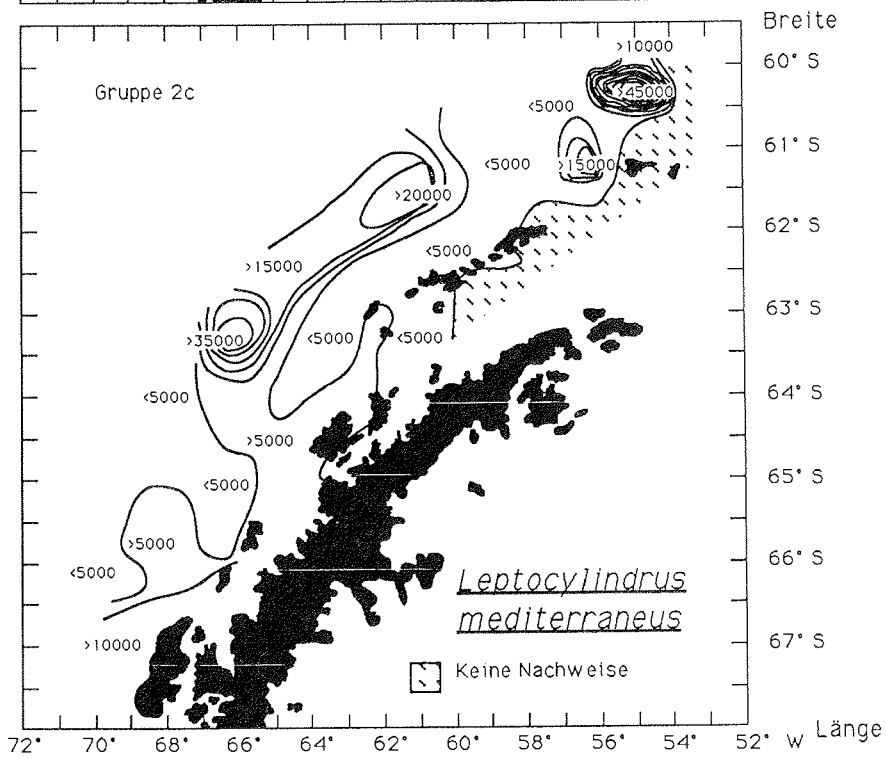 Breite
>10000
60° S
Gruppe 2c
>45000
<5000
61° S
<5000
>15000
>20000
62° S
<5000
>15000
63° S
>35000
<5000
<5000
<5000
64° S
>5000
<5000
65° S
>5000
66° S
<5000
Leptocylindrus
mediterraneus
>10000
67° S
Keine Nachweise
72° 70° 68° 66° 64° 62° 60° 58° 56° 54° 52° W Länge